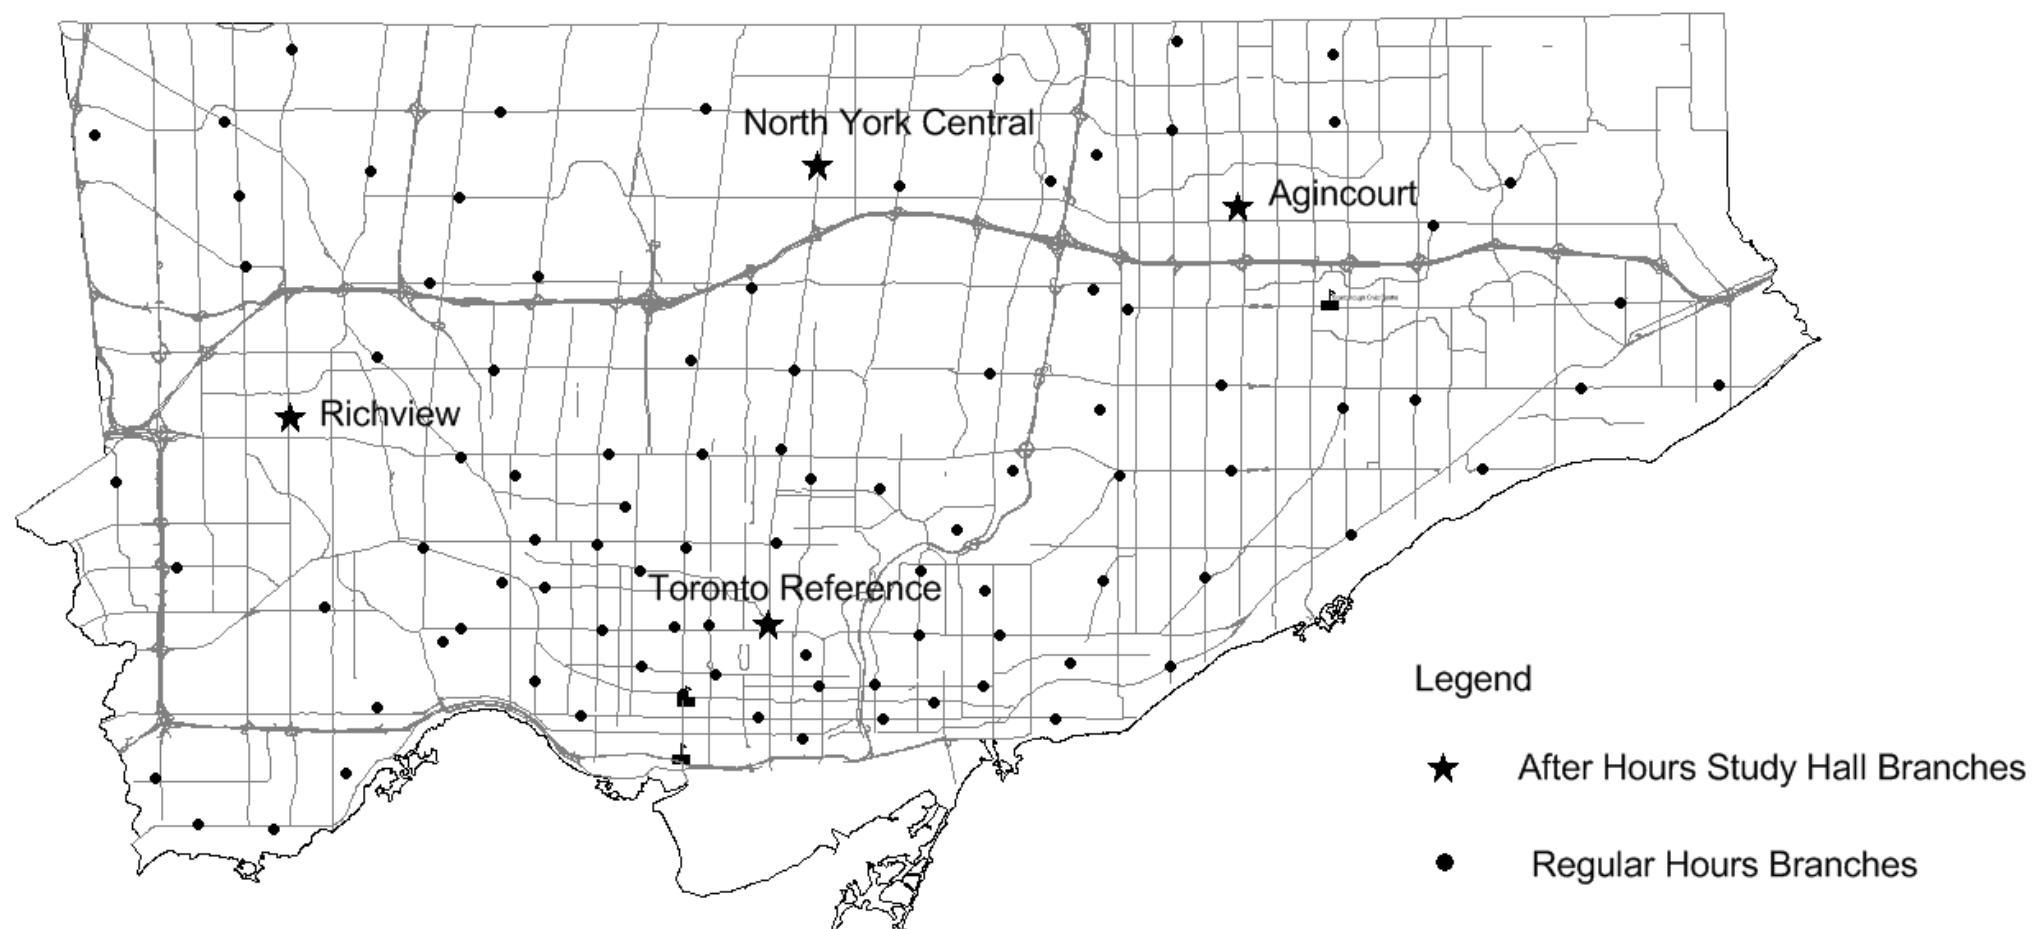 North York Central
Agincourt
Richview
Toronto Reference
Legend
After Hours Study Hall Branches
Regular Hours Branches